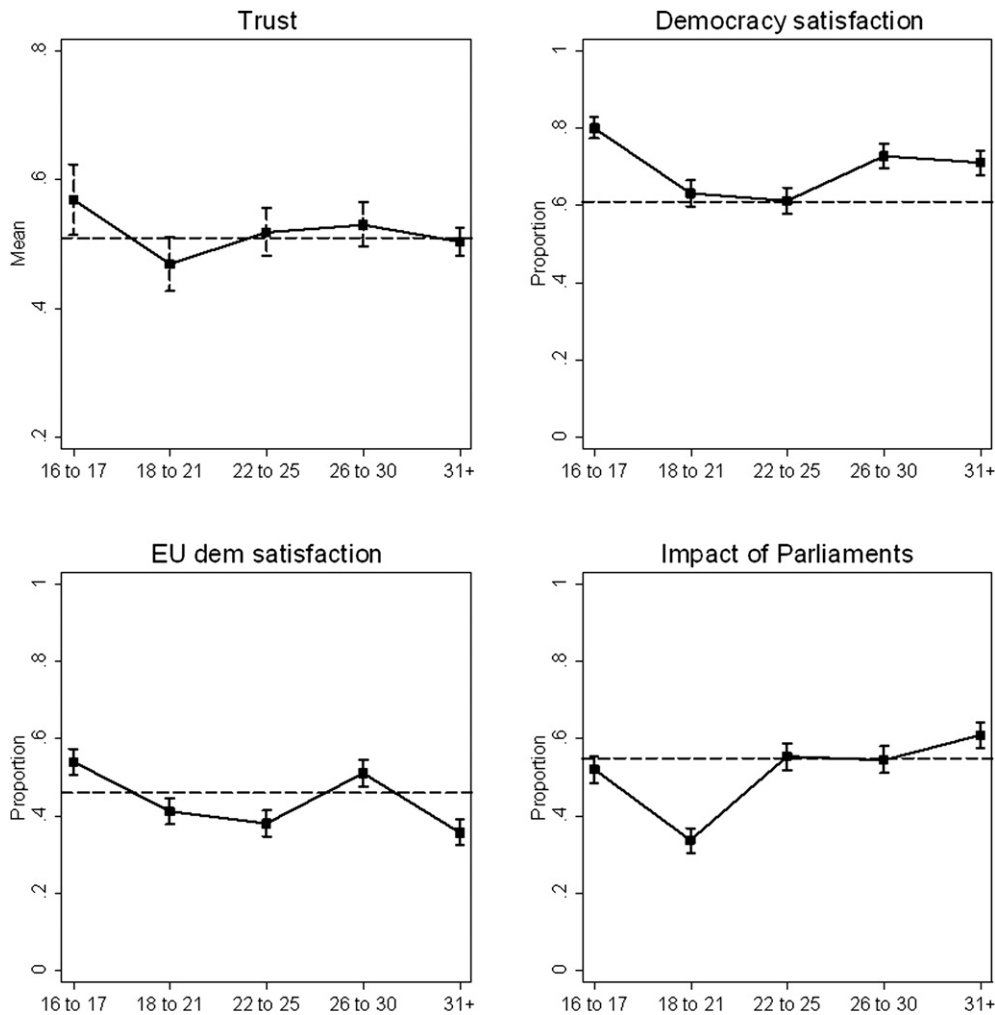 Trust
Mean
.8
.6
.4
.2
16 to 17 18 to 21 22 to 25 26 to 30 31+
Democracy satisfaction
Proportion
1
.8
.6
.4
.2
0
16 to 17 18 to 21 22 to 25 26 to 30 31+
EU dem satisfaction
Proportion
1
.8
.6
.4
.2
0
16 to 17 18 to 21 22 to 25 26 to 30 31+
Impact of Parliaments
Proportion
1
.8
.6
.4
.2
0
16 to 17 18 to 21 22 to 25 26 to 30 31+